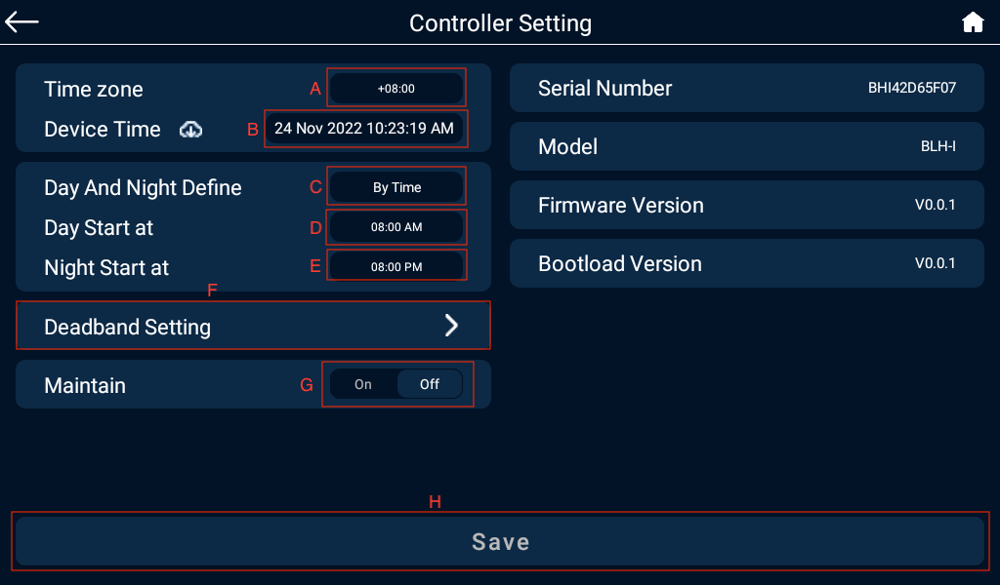 Controller Setting
Time zone A +08:00
Device Time B 24 Nov 2022 10:23:19 AM
Day And Night Define C By Time
Day Start at D 08:00 AM
Night Start at E 08:00 PM
F
Deadband Setting
Maintain G On Off
Serial Number BHI42D65F07
Model BLH-I
Firmware Version V0.0.1
Bootload Version V0.0.1
H
Save